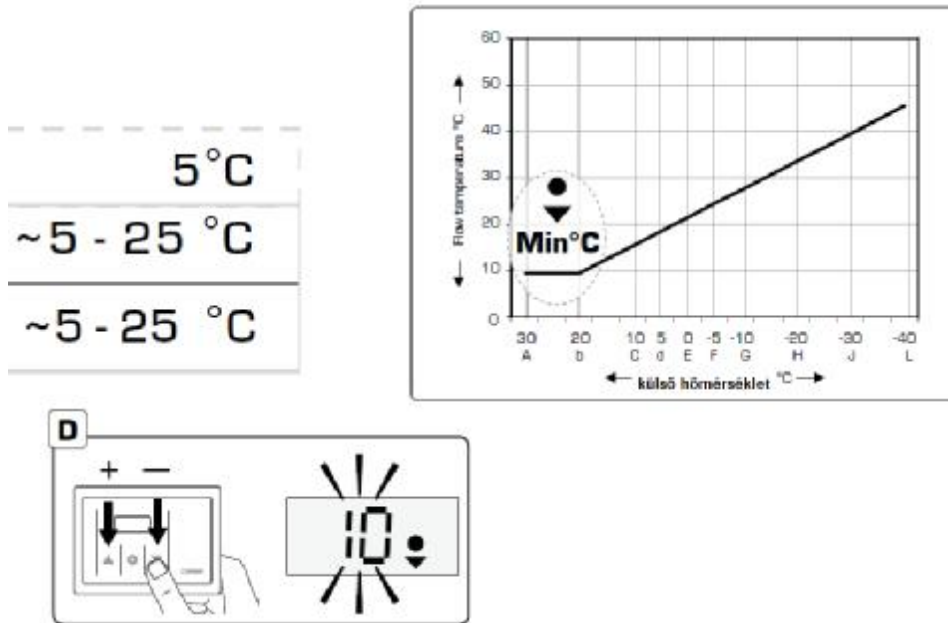 5°C
~5 - 25 °C
~5 - 25 °C
60
50
40
30
20
10
0
Flow temperature °C
Min°C
30 20 10 5 0 -5 -10 -20 -30 -40
A b C d E F G H J L
külső hőmérséklet °C
D
+ —
10